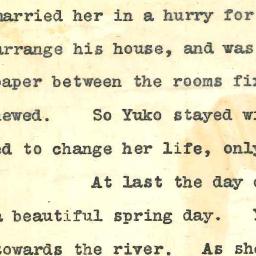 married her in a hurry for
arrange his house, and was
paper between the rooms fi
ewed. So Yuko stayed wi
ed to change her life, only
At last the day o
a beautiful spring day.
towards the river. As she